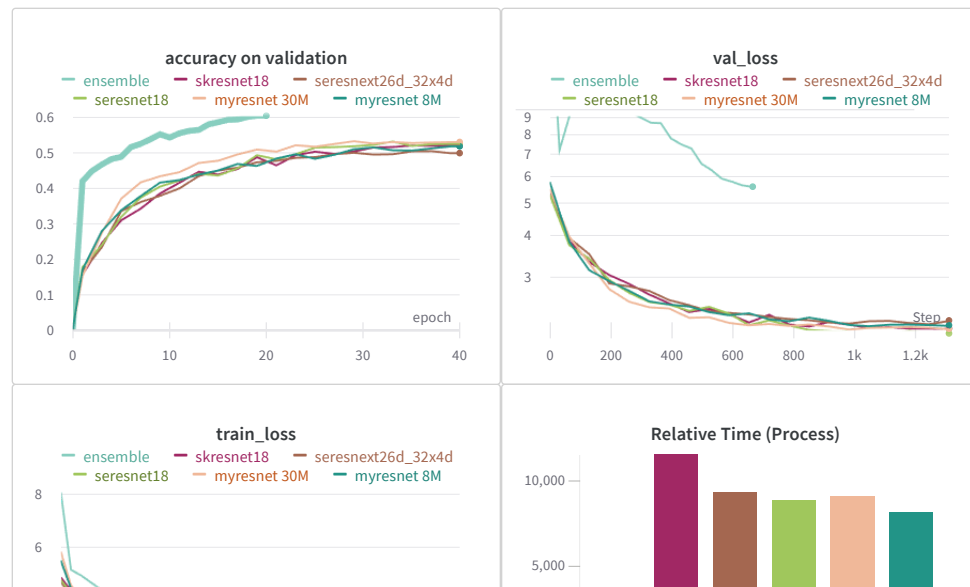 accuracy on validation
ensemble skresnet18 seresnext26d_32x4d
seresnet18 myresnet 30M myresnet 8M
0.6
0.5
0.4
0.3
0.2
0.1
0
epoch
0 10 20 30 40
val_loss
ensemble skresnet18 seresnext26d_32x4d
seresnet18 myresnet 30M myresnet 8M
9
8
7
6
5
4
3
Step
0 200 400 600 800 1k 1.2k
train_loss
ensemble skresnet18 seresnext26d_32x4d
seresnet18 myresnet 30M myresnet 8M
8
6
Relative Time (Process)
10,000
5,000